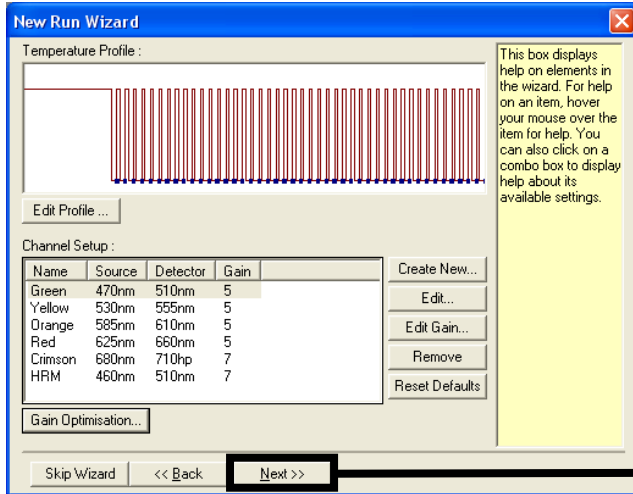 New Run Wizard
Temperature Profile :
This box displays
help on elements in
the wizard. For help
on an item, hover
your mouse over the
item for help. You
can also click on a
combo box to display
help about its
available settings.
Edit Profile ...
Channel Setup :
Name Source Detector Gain
Green 470nm 510nm 5
Yellow 530nm 555nm 5
Orange 585nm 610nm 5
Red 625nm 660nm 5
Crimson 680nm 710hp 7
HRM 460nm 510nm 7
Create New...
Edit...
Edit Gain...
Remove
Reset Defaults
Gain Optimisation...
Skip Wizard << Back Next >>